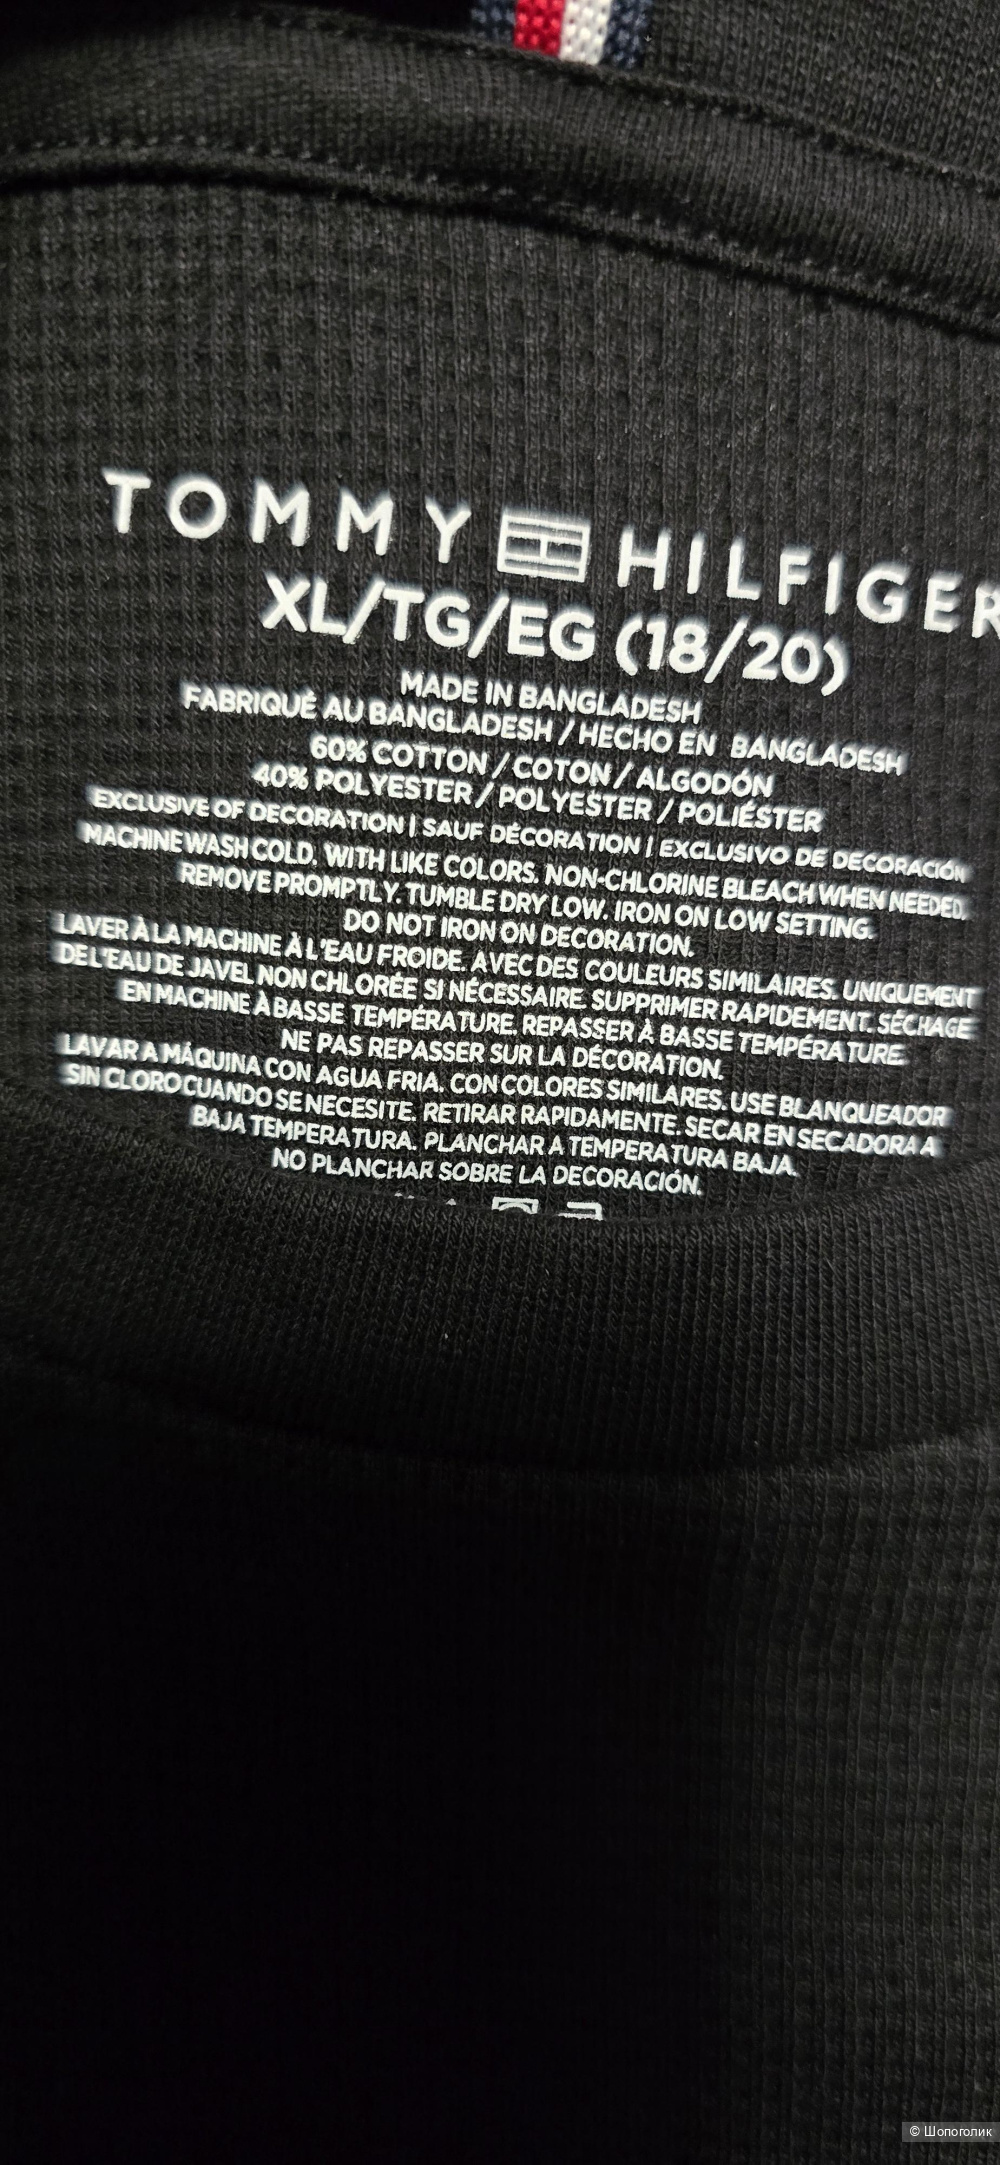 TOMMY HILFIGER
XL/TG/EG (18/20)
MADE IN BANGLADESH
FABRIQUÉ AU BANGLADESH / HECHO EN BANGLADESH
60% COTTON / COTON / ALGODÓN
40% POLYESTER / POLYESTER / POLIÉSTER
EXCLUSIVE OF DECORATION | SAUF DÉCORATION | EXCLUSIVO DE DECORACIÓN
MACHINE WASH COLD. WITH LIKE COLORS. NON-CHLORINE BLEACH WHEN NEEDED.
REMOVE PROMPTLY. TUMBLE DRY LOW. IRON ON LOW SETTING.
DO NOT IRON ON DECORATION.
LAVER À LA MACHINE À L'EAU FROIDE. AVEC DES COULEURS SIMILAIRES. UNIQUEMENT
DE L'EAU DE JAVEL NON CHLORÉE SI NÉCESSAIRE. SUPPRIMER RAPIDEMENT. SÉCHAGE
EN MACHINE À BASSE TEMPÉRATURE. REPASSER À BASSE TEMPÉRATURE.
NE PAS REPASSER SUR LA DÉCORATION.
LAVAR A MÁQUINA CON AGUA FRIA. CON COLORES SIMILARES. USE BLANQUEADOR
SIN CLORO CUANDO SE NECESITE. RETIRAR RAPIDAMENTE. SECAR EN SECADORA A
BAJA TEMPERATURA. PLANCHAR A TEMPERATURA BAJA.
NO PLANCHAR SOBRE LA DECORACIÓN.
© Шопоголик